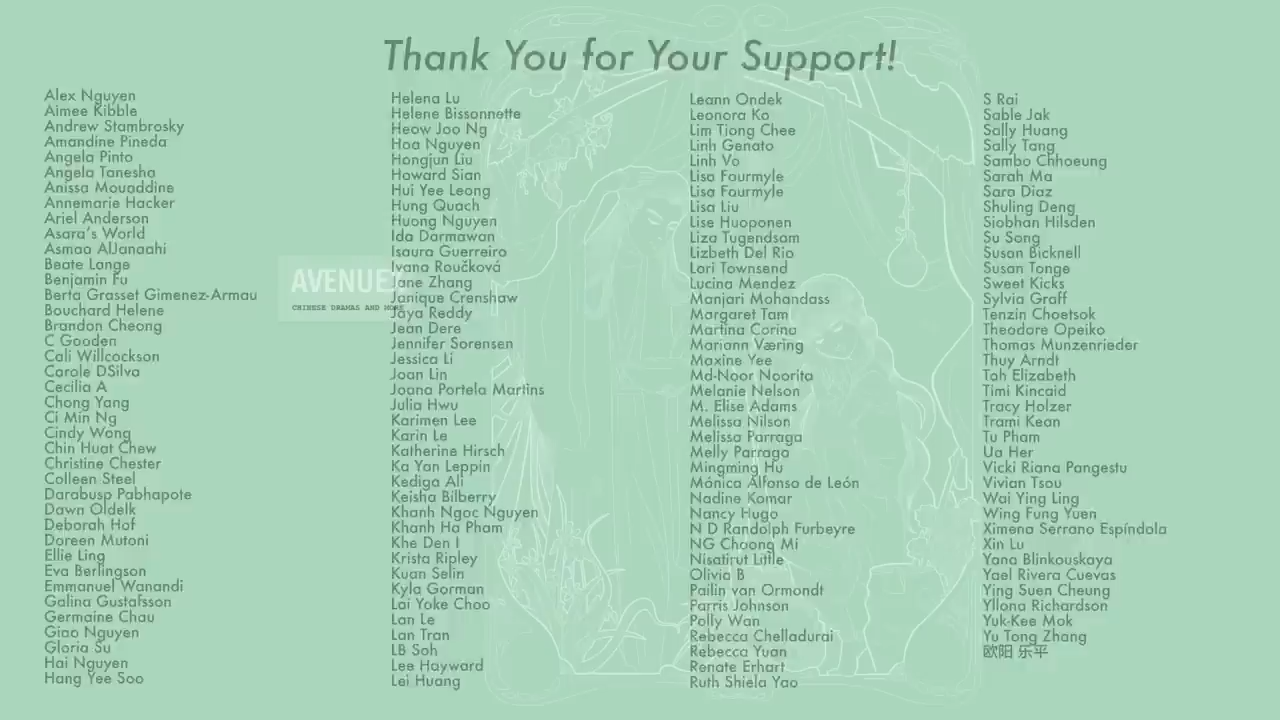 Thank You for Your Support!
Alex Nguyen
Aimee Kibble
Andrew Stambrosky
Amandine Pineda
Angela Pinto
Angela Tanesha
Anissa Mouaddine
Annemarie Hacker
Ariel Anderson
Asara's World
Asmaa AlJanaahi
Beate Lange
Benjamin Fu
Berta Grasset Gimenez-Armau
Bouchard Helene
Brandon Cheong
C Gooden
Cali Willcockson
Carole DSilva
Cecilia A
Chong Yang
Ci Min Ng
Cindy Wong
Chin Huat Chew
Christine Chester
Colleen Steel
Darabusp Pabhapote
Dawn Oldelk
Deborah Hof
Doreen Mutoni
Ellie Ling
Eva Berlingson
Emmanuel Wanandi
Galina Gustafsson
Germaine Chau
Giao Nguyen
Gloria Su
Hai Nguyen
Hang Yee Soo
AVENUEX
CHINESE DRAMAS AND MORE
Helena Lu
Helene Bissonnette
Heow Joo Ng
Hoa Nguyen
Hongjun Liu
Howard Sian
Hui Yee Leong
Hung Quach
Huong Nguyen
Ida Darmawan
Isaura Guerreiro
Ivana Roučková
Jane Zhang
Janique Crenshaw
Jaya Reddy
Jean Dere
Jennifer Sorensen
Jessica Li
Joan Lin
Joana Portela Martins
Julia Hwu
Karimen Lee
Karin Le
Katherine Hirsch
Ka Yan Leppin
Kediga Ali
Keisha Bilberry
Khanh Ngoc Nguyen
Khanh Ha Pham
Khe Den I
Krista Ripley
Kuan Selin
Kyla Gorman
Lai Yoke Choo
Lan Le
Lan Tran
LB Soh
Lee Hayward
Lei Huang
Leann Ondek
Leonora Ko
Lim Tiong Chee
Linh Genato
Linh Vo
Lisa Fourmyle
Lisa Fourmyle
Lisa Liu
Lise Huoponen
Liza Tugendsam
Lizbeth Del Rio
Lori Townsend
Lucina Mendez
Manjari Mohandass
Margaret Tam
Martina Corino
Mariann Væring
Maxine Yee
Md-Noor Noorita
Melanie Nelson
M. Elise Adams
Melissa Nilson
Melissa Parraga
Melly Parrago
Mingming Hu
Mónica Alfonso de León
Nadine Komar
Nancy Hugo
N D Randolph Furbeyre
NG Choong Mi
Nisatirut Litle
Olivia B
Pailin van Ormondt
Parris Johnson
Polly Wan
Rebecca Chelladurai
Rebecca Yuan
Renate Erhart
Ruth Shiela Yao
S Rai
Sable Jak
Sally Huang
Sally Tang
Sambo Chhoeung
Sarah Ma
Sara Diaz
Shuling Deng
Siobhan Hilsden
Su Song
Susan Bicknell
Susan Tonge
Sweet Kicks
Sylvia Graff
Tenzin Choetsok
Theodore Opeiko
Thomas Munzenrieder
Thuy Arndt
Tah Elizabeth
Timi Kincaid
Tracy Holzer
Trami Kean
Tu Pham
Ua Her
Vicki Riana Pangestu
Vivian Tsou
Wai Ying Ling
Wing Fung Yuen
Ximena Serrano Espíndola
Xin Lu
Yana Blinkouskaya
Yael Rivera Cuevas
Ying Suen Cheung
Yllona Richardson
Yuk-Kee Mok
Yu Tong Zhang
欧阳 乐平